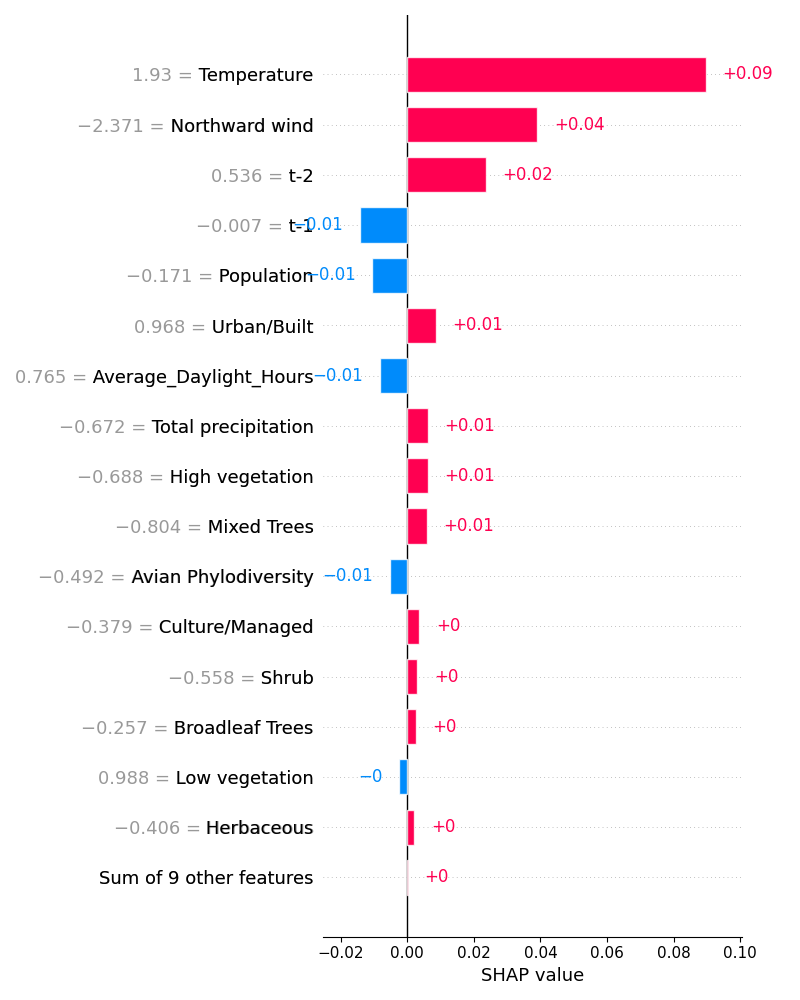 1.93 = Temperature +0.09
−2.371 = Northward wind +0.04
0.536 = t-2 +0.02
−0.007 = t-1 −0.01
−0.171 = Population −0.01
0.968 = Urban/Built +0.01
0.765 = Average_Daylight_Hours −0.01
−0.672 = Total precipitation +0.01
−0.688 = High vegetation +0.01
−0.804 = Mixed Trees +0.01
−0.492 = Avian Phylodiversity −0.01
−0.379 = Culture/Managed +0
−0.558 = Shrub +0
−0.257 = Broadleaf Trees +0
0.988 = Low vegetation −0
−0.406 = Herbaceous +0
Sum of 9 other features +0
−0.02 0.00 0.02 0.04 0.06 0.08 0.10
SHAP value